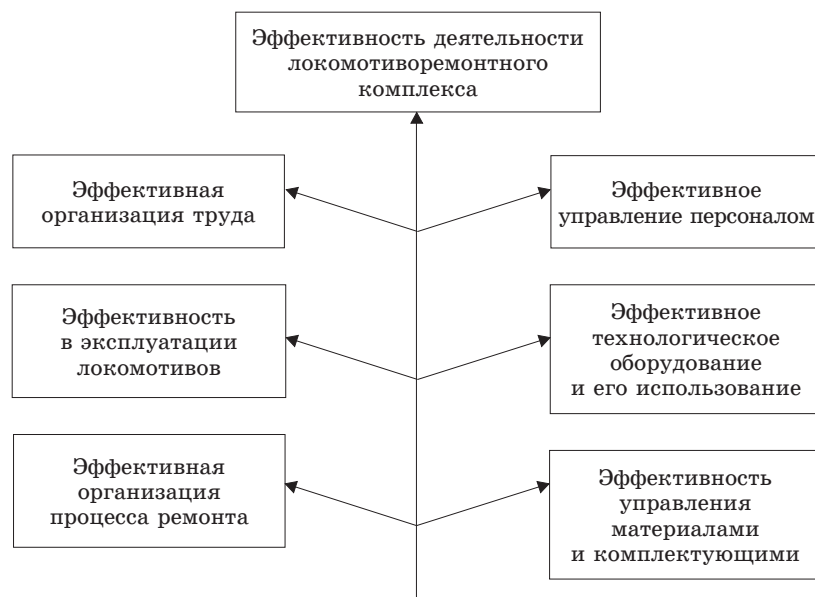 Эффективность деятельности
локомотиворемонтного
комплекса
Эффективная
организация труда
Эффективное
управление персоналом
Эффективность
в эксплуатации
локомотивов
Эффективное
технологическое
оборудование
и его использование
Эффективная
организация
процесса ремонта
Эффективность
управления
материалами
и комплектующими